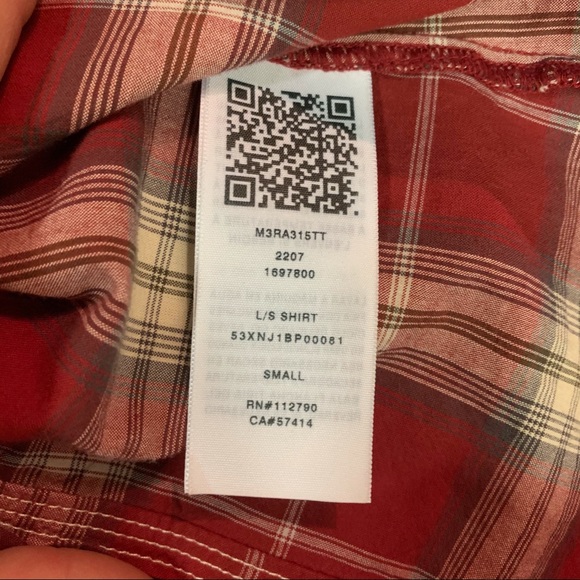 M3RA315TT
2207
1697800
L/S SHIRT
53XNJ1BP00081
SMALL
RN#112790
CA#57414